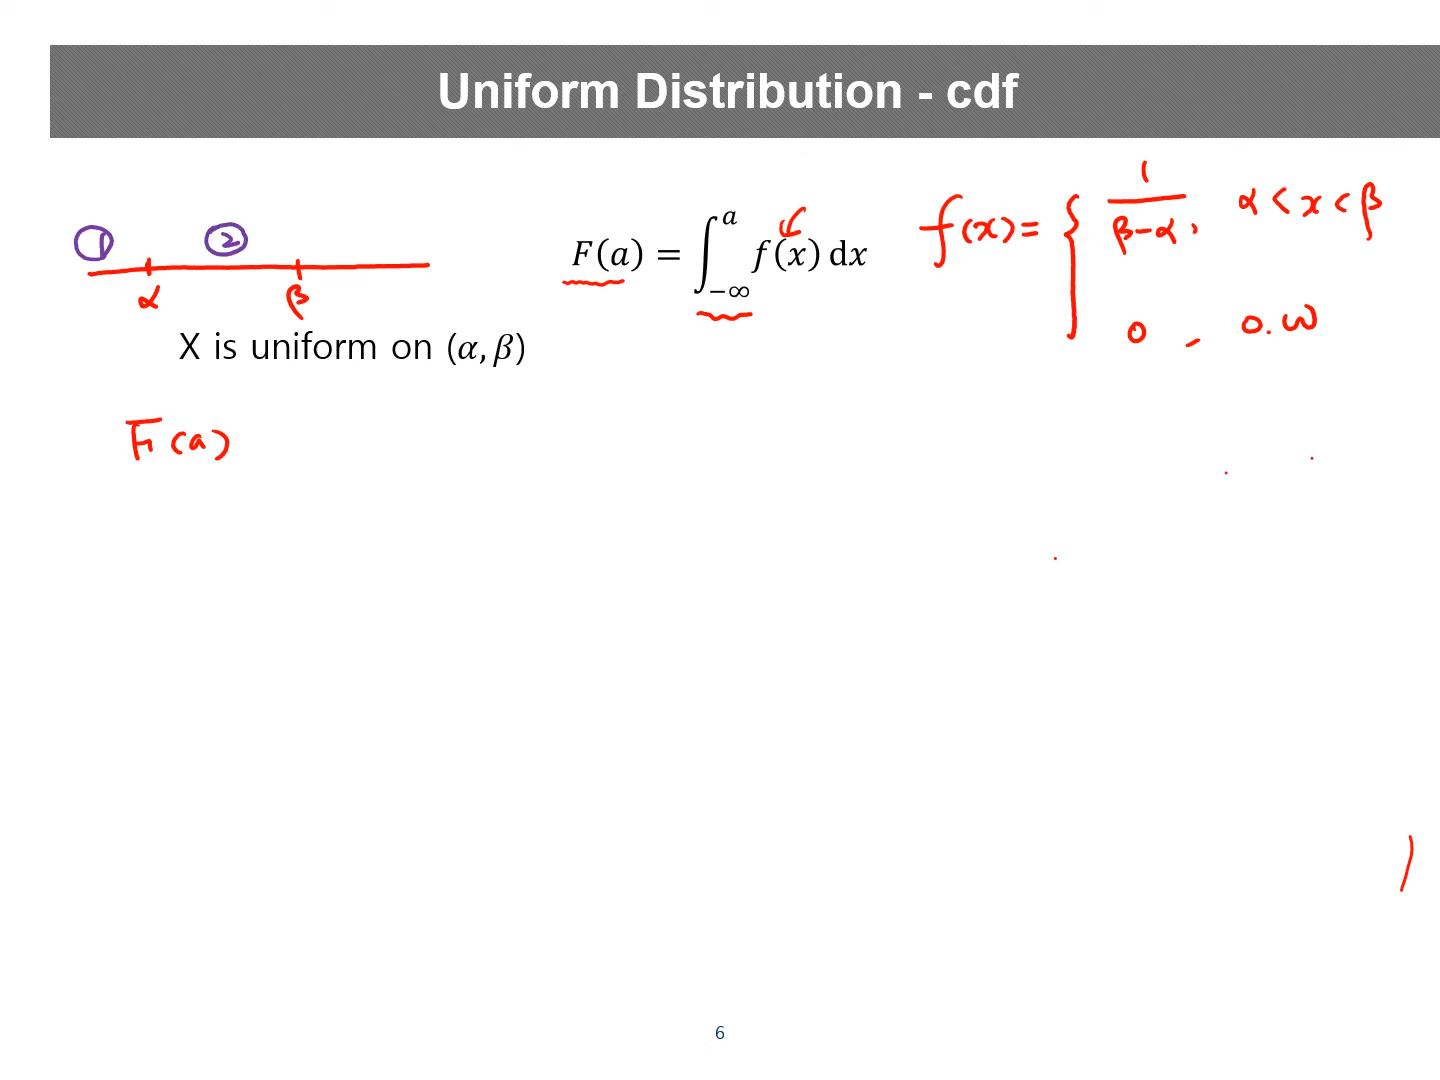 Uniform Distribution - cdf
① ②
α β
F(a) = ∫_{-∞}^{a} f(x) dx
f(x) = { 1/(β-α), α < x < β
0, o.w
X is uniform on (α, β)
F(a)
6